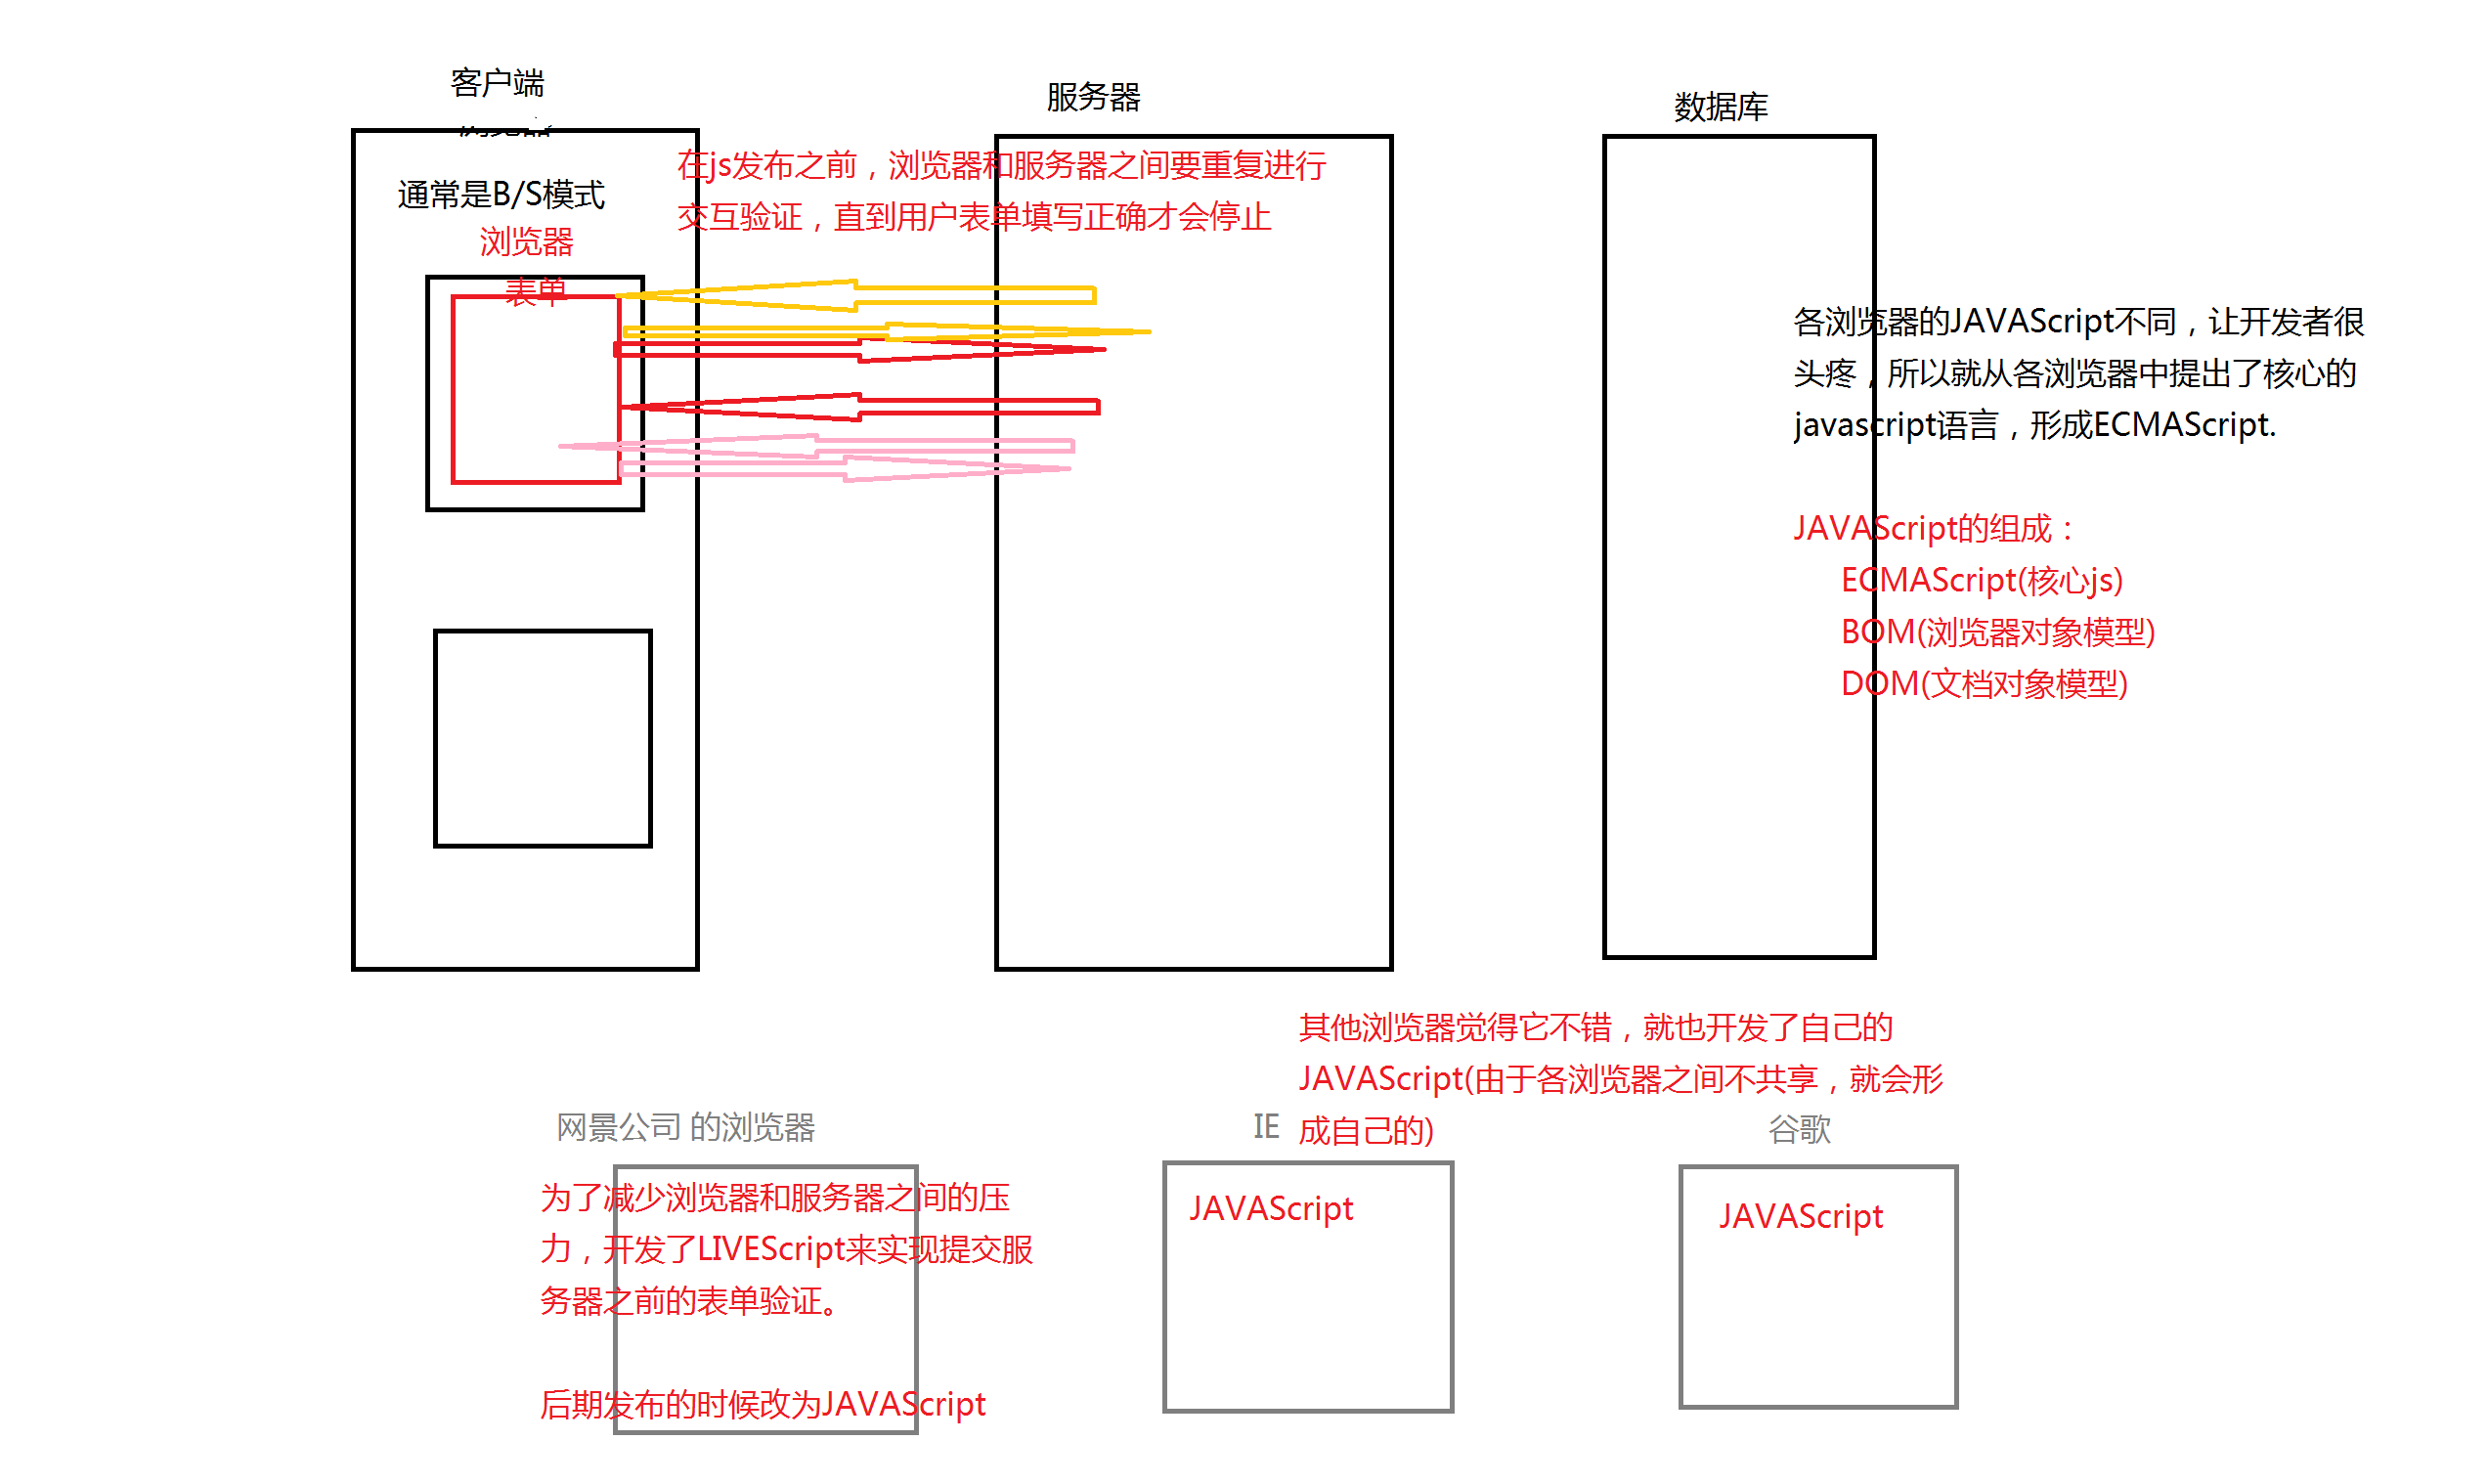 客户端
服务器
数据库
通常是B/S模式
浏览器
表单
在js发布之前，浏览器和服务器之间要重复进行
交互验证，直到用户表单填写正确才会停止
各浏览器的JAVAScript不同，让开发者很
头疼，所以就从各浏览器中提出了核心的
javascript语言，形成ECMAScript.
JAVAScript的组成：
ECMAScript(核心js)
BOM(浏览器对象模型)
DOM(文档对象模型)
其他浏览器觉得它不错，就也开发了自己的
JAVAScript(由于各浏览器之间不共享，就会形
成自己的)
网景公司 的浏览器
IE
谷歌
为了减少浏览器和服务器之间的压
力，开发了LIVEScript来实现提交服
务器之前的表单验证。
后期发布的时候改为JAVAScript
JAVAScript
JAVAScript